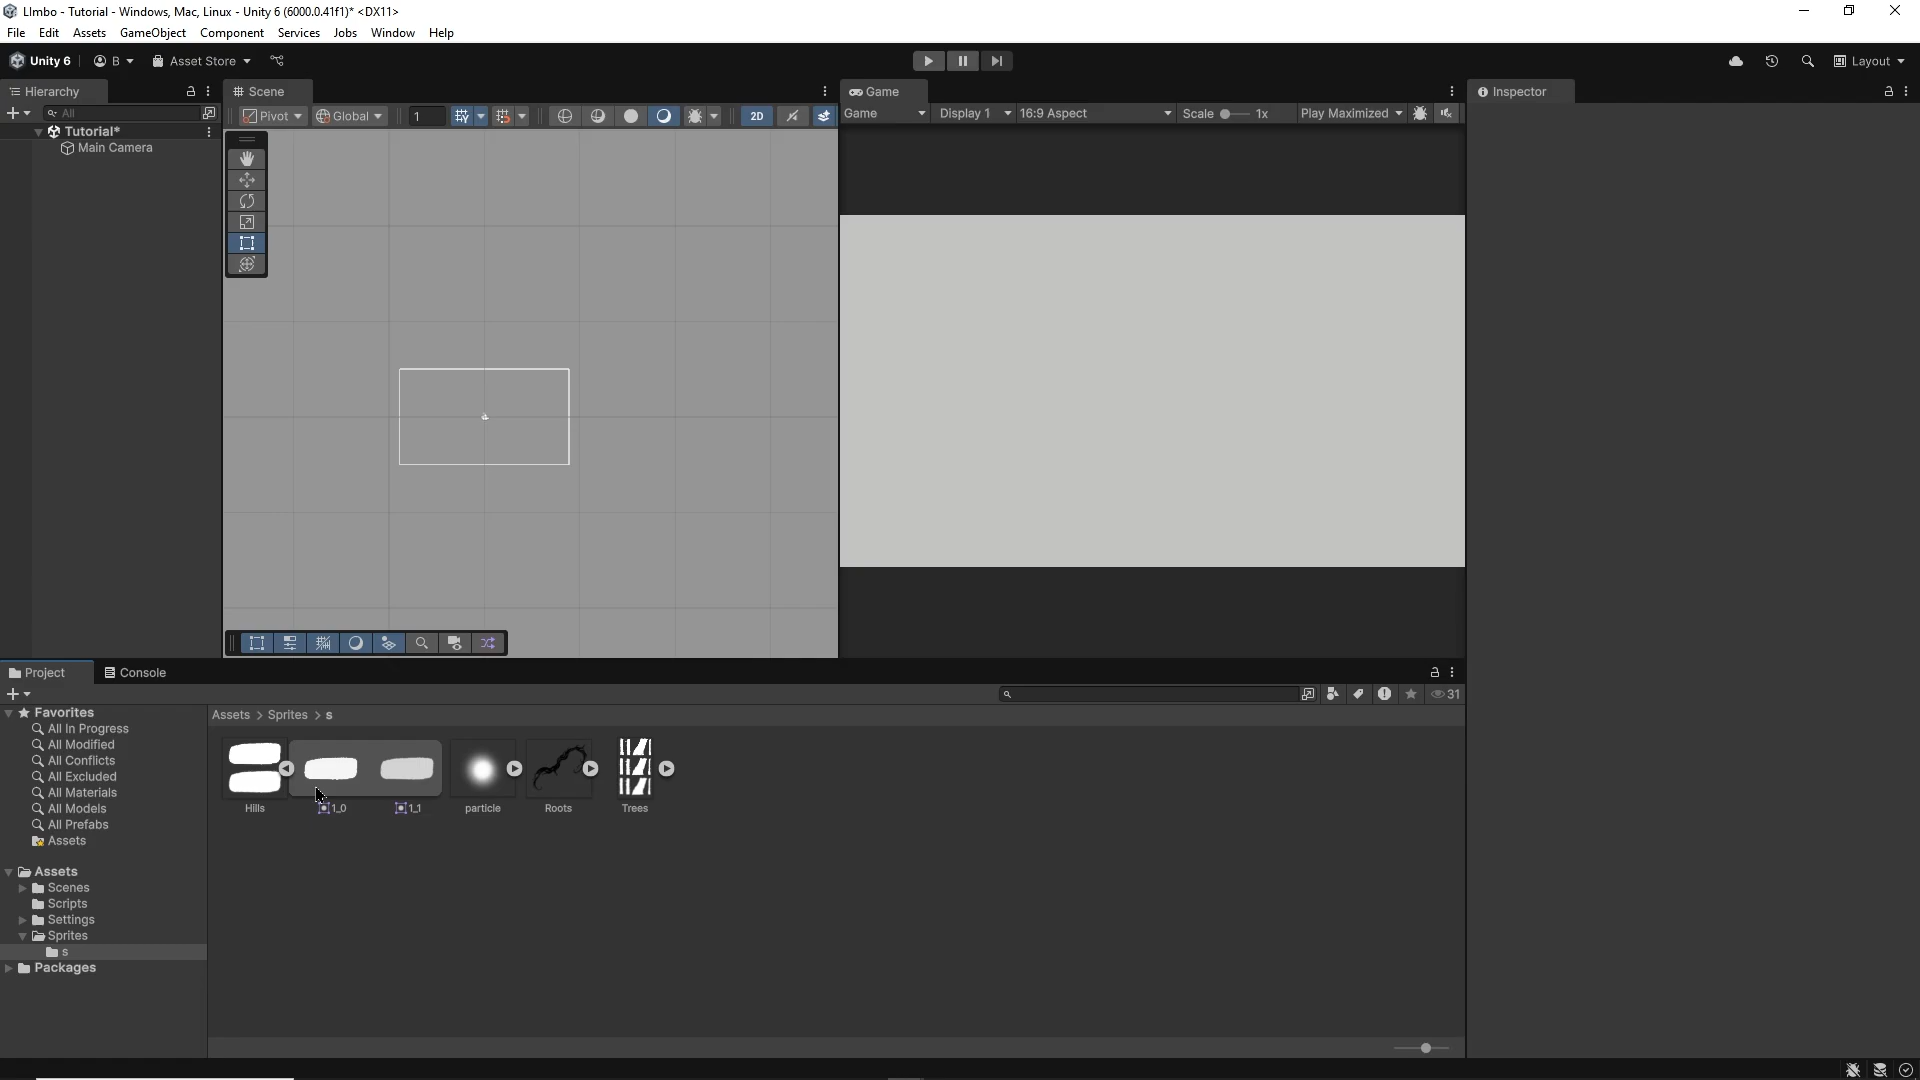 LImbo - Tutorial - Windows, Mac, Linux - Unity 6 (6000.0.41f1)* <DX11>
File Edit Assets GameObject Component Services Jobs Window Help
Unity 6 B Asset Store Layout
Hierarchy Scene Game Inspector
All Pivot Global 1 2D Game Display 1 16:9 Aspect Scale 1x Play Maximized
Tutorial*
Main Camera
Project Console
31
Favorites
All In Progress
All Modified
All Conflicts
All Excluded
All Materials
All Models
All Prefabs
Assets
Assets
Scenes
Scripts
Settings
Sprites
s
Packages
Assets > Sprites > s
Hills 1_0 1_1 particle Roots Trees